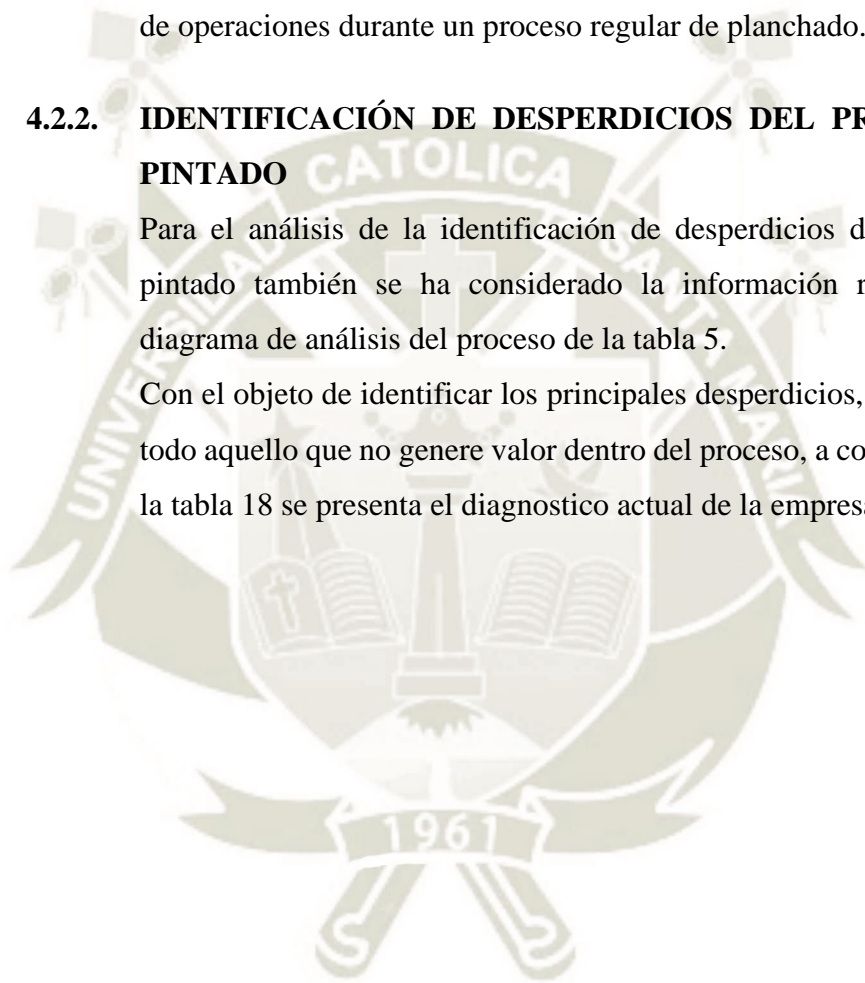 de operaciones durante un proceso regular de planchado.
4.2.2. IDENTIFICACIÓN DE DESPERDICIOS DEL PR
PINTADO
Para el análisis de la identificación de desperdicios d
pintado también se ha considerado la información r
diagrama de análisis del proceso de la tabla 5.
Con el objeto de identificar los principales desperdicios,
todo aquello que no genere valor dentro del proceso, a co
la tabla 18 se presenta el diagnostico actual de la empresa
UNIVERSIDAD CATOLICA SANTA MARIA
1961